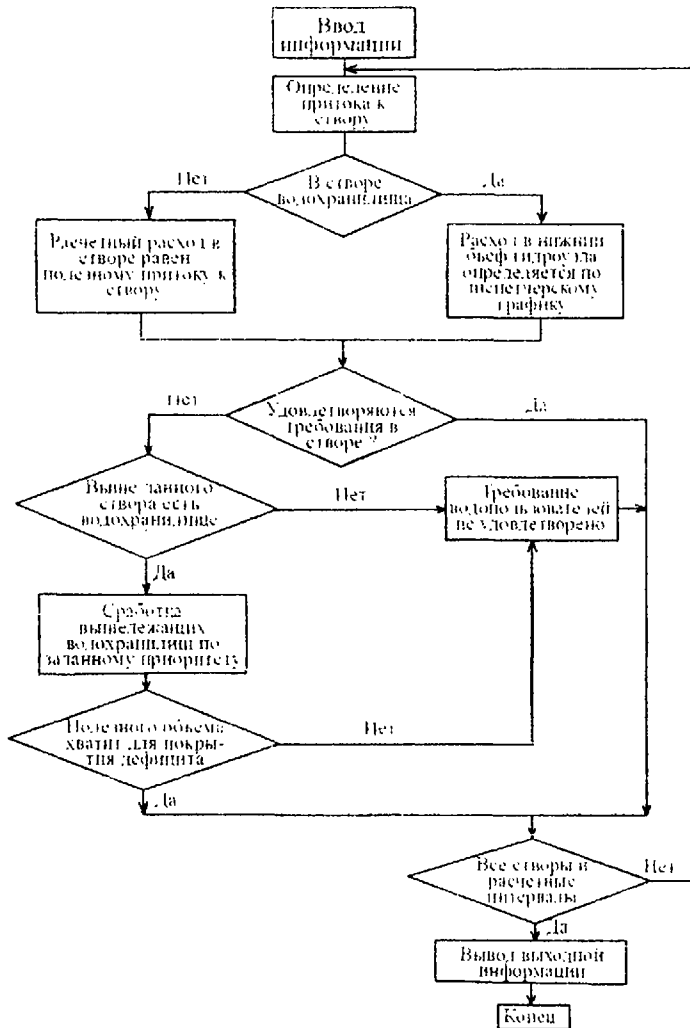 Ввод
информации
Определение
притока к
створу
Нет
В створе
водохранилища
Да
Расчетный расход в
створе равен
полезному притоку к
створу
Расход в нижний
бьеф гидроузла
определяется по
диспетчерскому
графику
Нет
Удовлетворяются
требования в
створе ?
Да
Выше данного
створа есть
водохранилище
Нет
Требование
водопользователей
не удовлетворено
Да
Сработка
вышележащих
водохранилищ по
заданному приоритету
Полезного объема
хватит для покры-
тия дефицита
Нет
Да
Все створы и
расчетные
интервалы
Нет
Да
Вывод выходной
информации
Конец